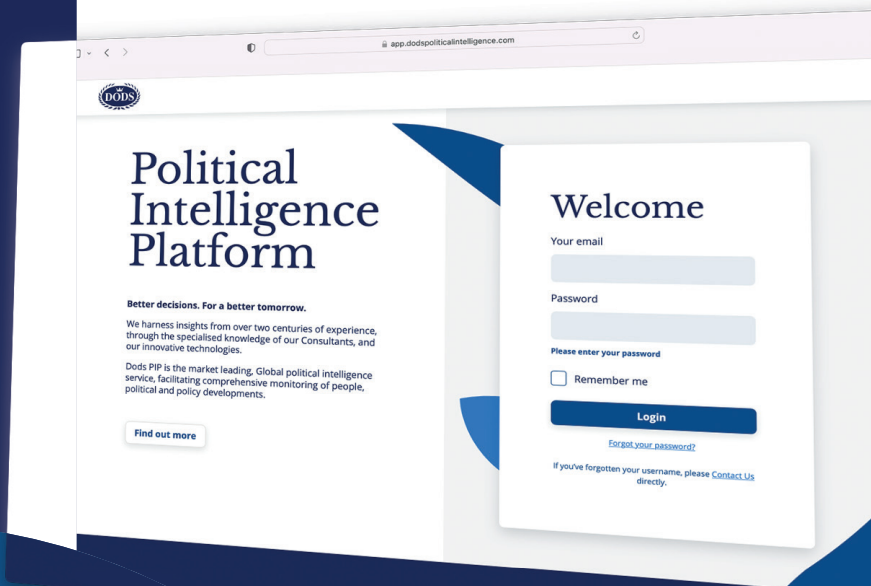 app.dodspoliticalintelligence.com
DODS
Political
Intelligence
Platform
Better decisions. For a better tomorrow.
We harness insights from over two centuries of experience,
through the specialised knowledge of our Consultants, and
our innovative technologies.
Dods PIP is the market leading, Global political intelligence
service, facilitating comprehensive monitoring of people,
political and policy developments.
Find out more
Welcome
Your email
Password
Please enter your password
Remember me
Login
Forgot your password?
If you've forgotten your username, please Contact Us
directly.